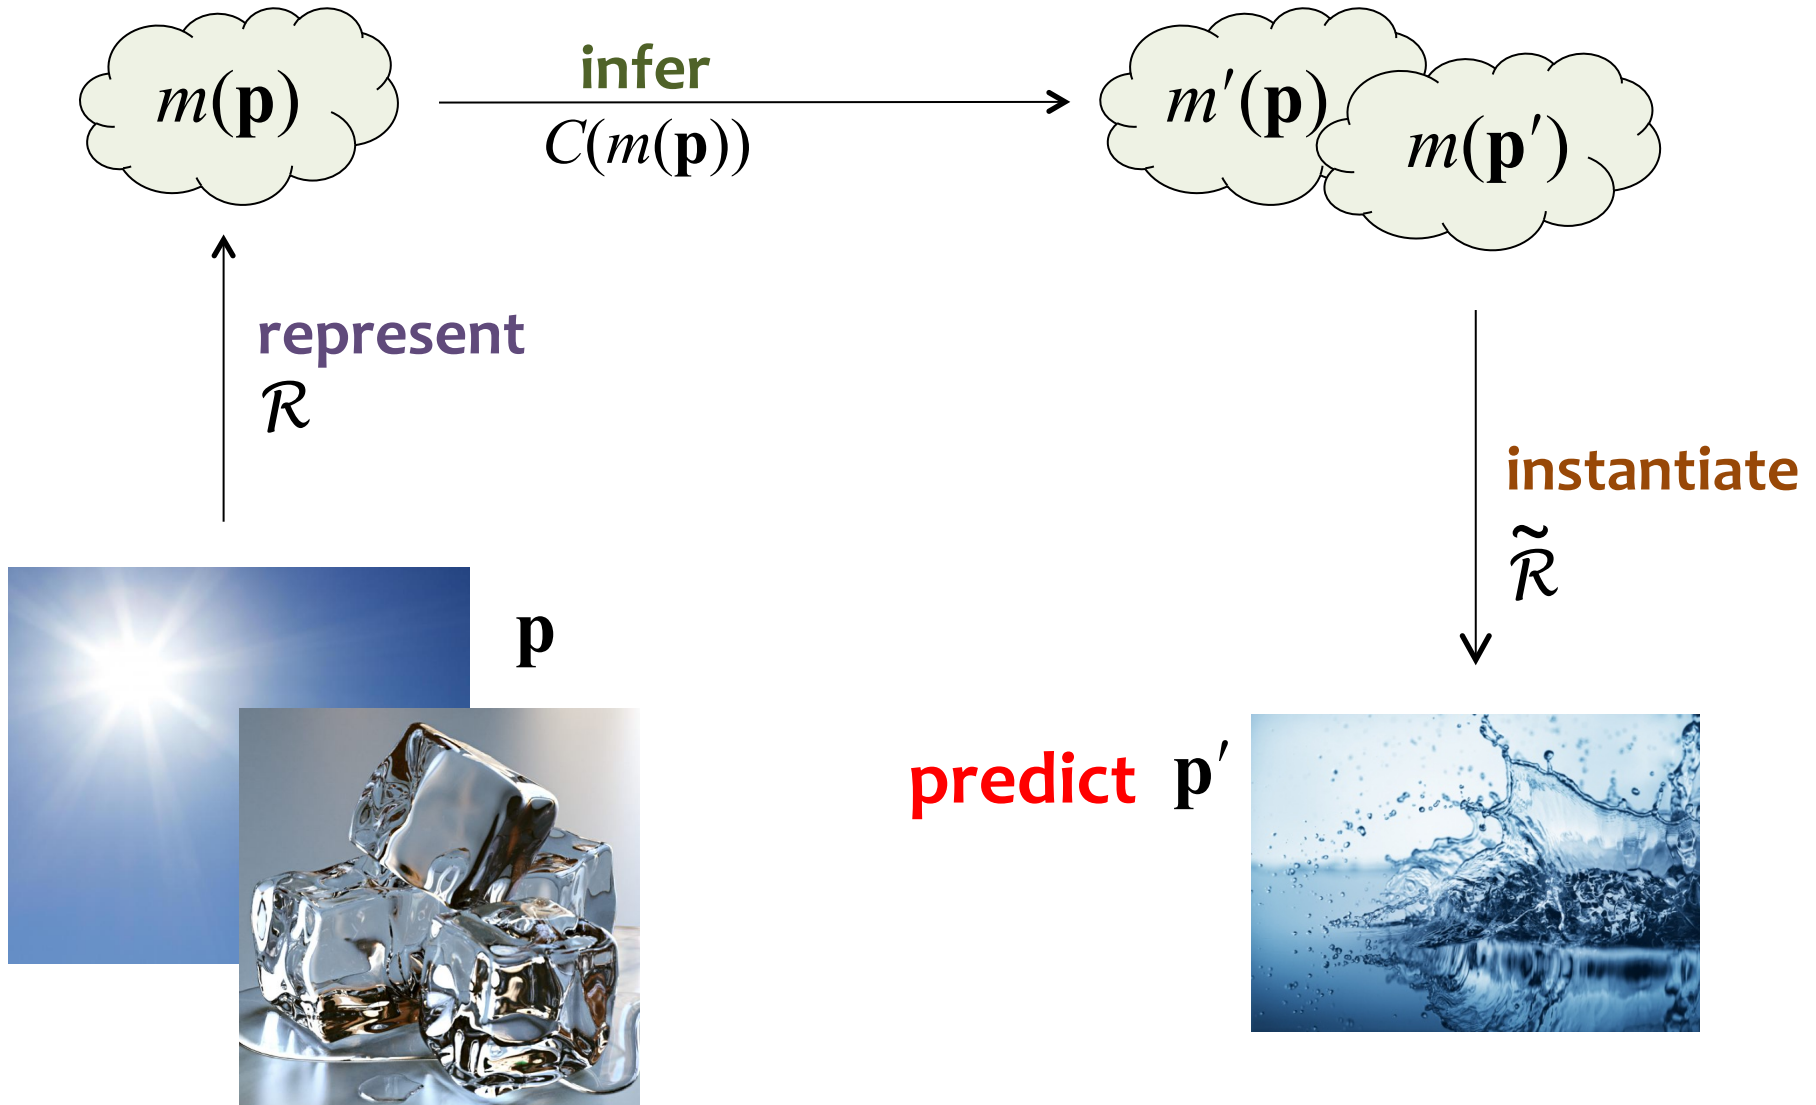 m(p)
infer
C(m(p))
m′(p)
m(p′)
represent
ℛ
instantiate
ℛ̃
p
predict p′